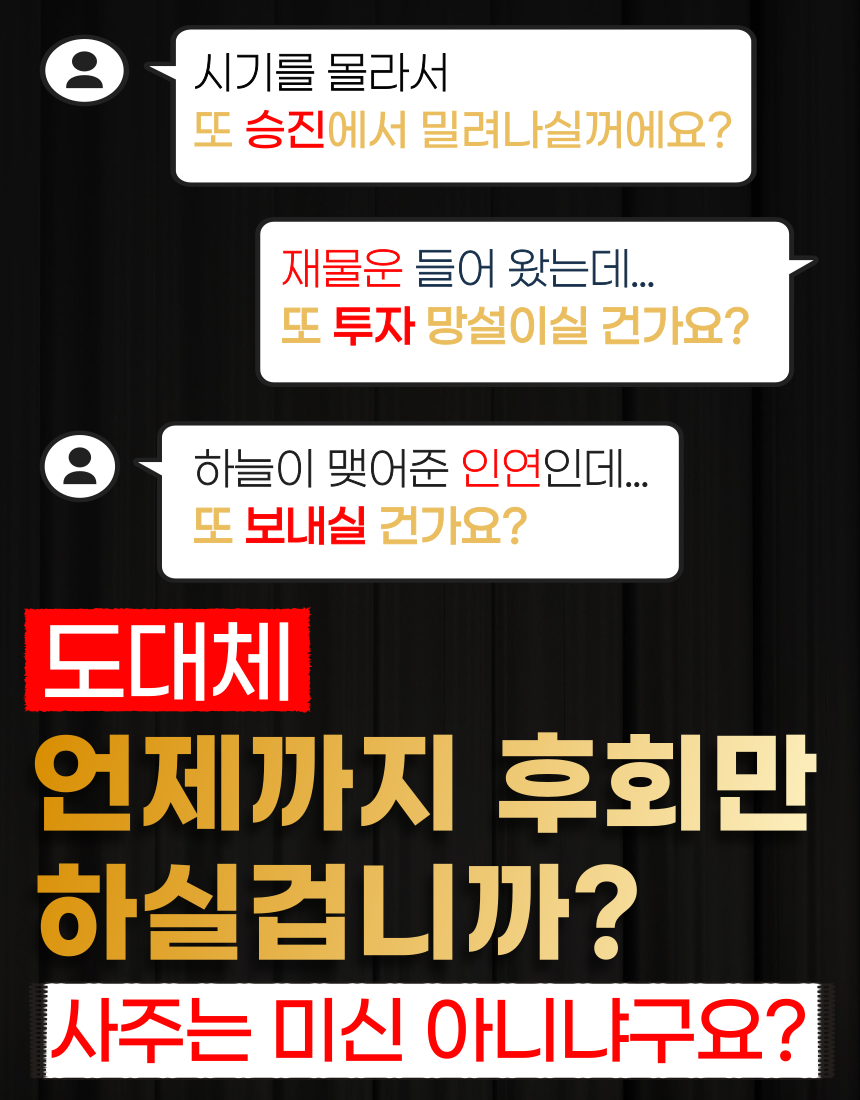 시기를 몰라서
또 승진에서 밀려나실꺼에요?
재물운 들어 왔는데...
또 투자 망설이실 건가요?
하늘이 맺어준 인연인데...
또 보내실 건가요?
도대체
언제까지 후회만
하실겁니까?
사주는 미신 아니냐구요?